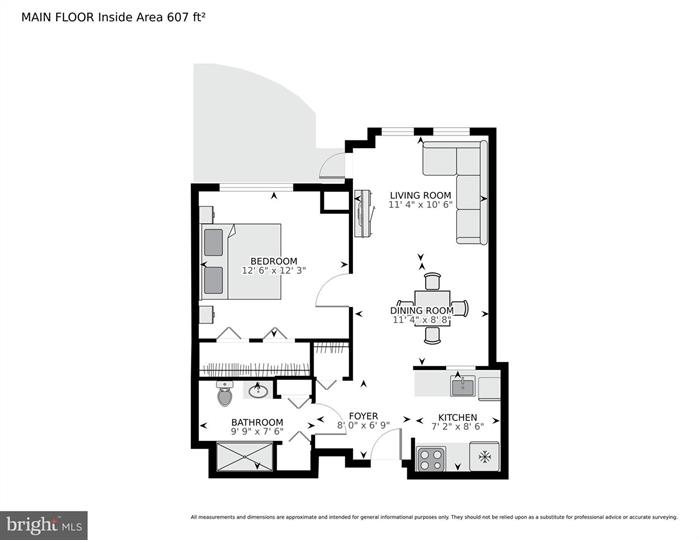 MAIN FLOOR Inside Area 607 ft²
LIVING ROOM
11' 4" x 10' 6"
BEDROOM
12' 6" x 12' 3"
DINING ROOM
11' 4" x 8' 8"
FOYER
8' 0" x 6' 9"
KITCHEN
7' 2" x 8' 6"
BATHROOM
9' 9" x 7' 6"
All measurements and dimensions are approximate and intended for general informational purposes only. They should not be relied upon as a substitute for professional advice or accurate surveying.
bright MLS